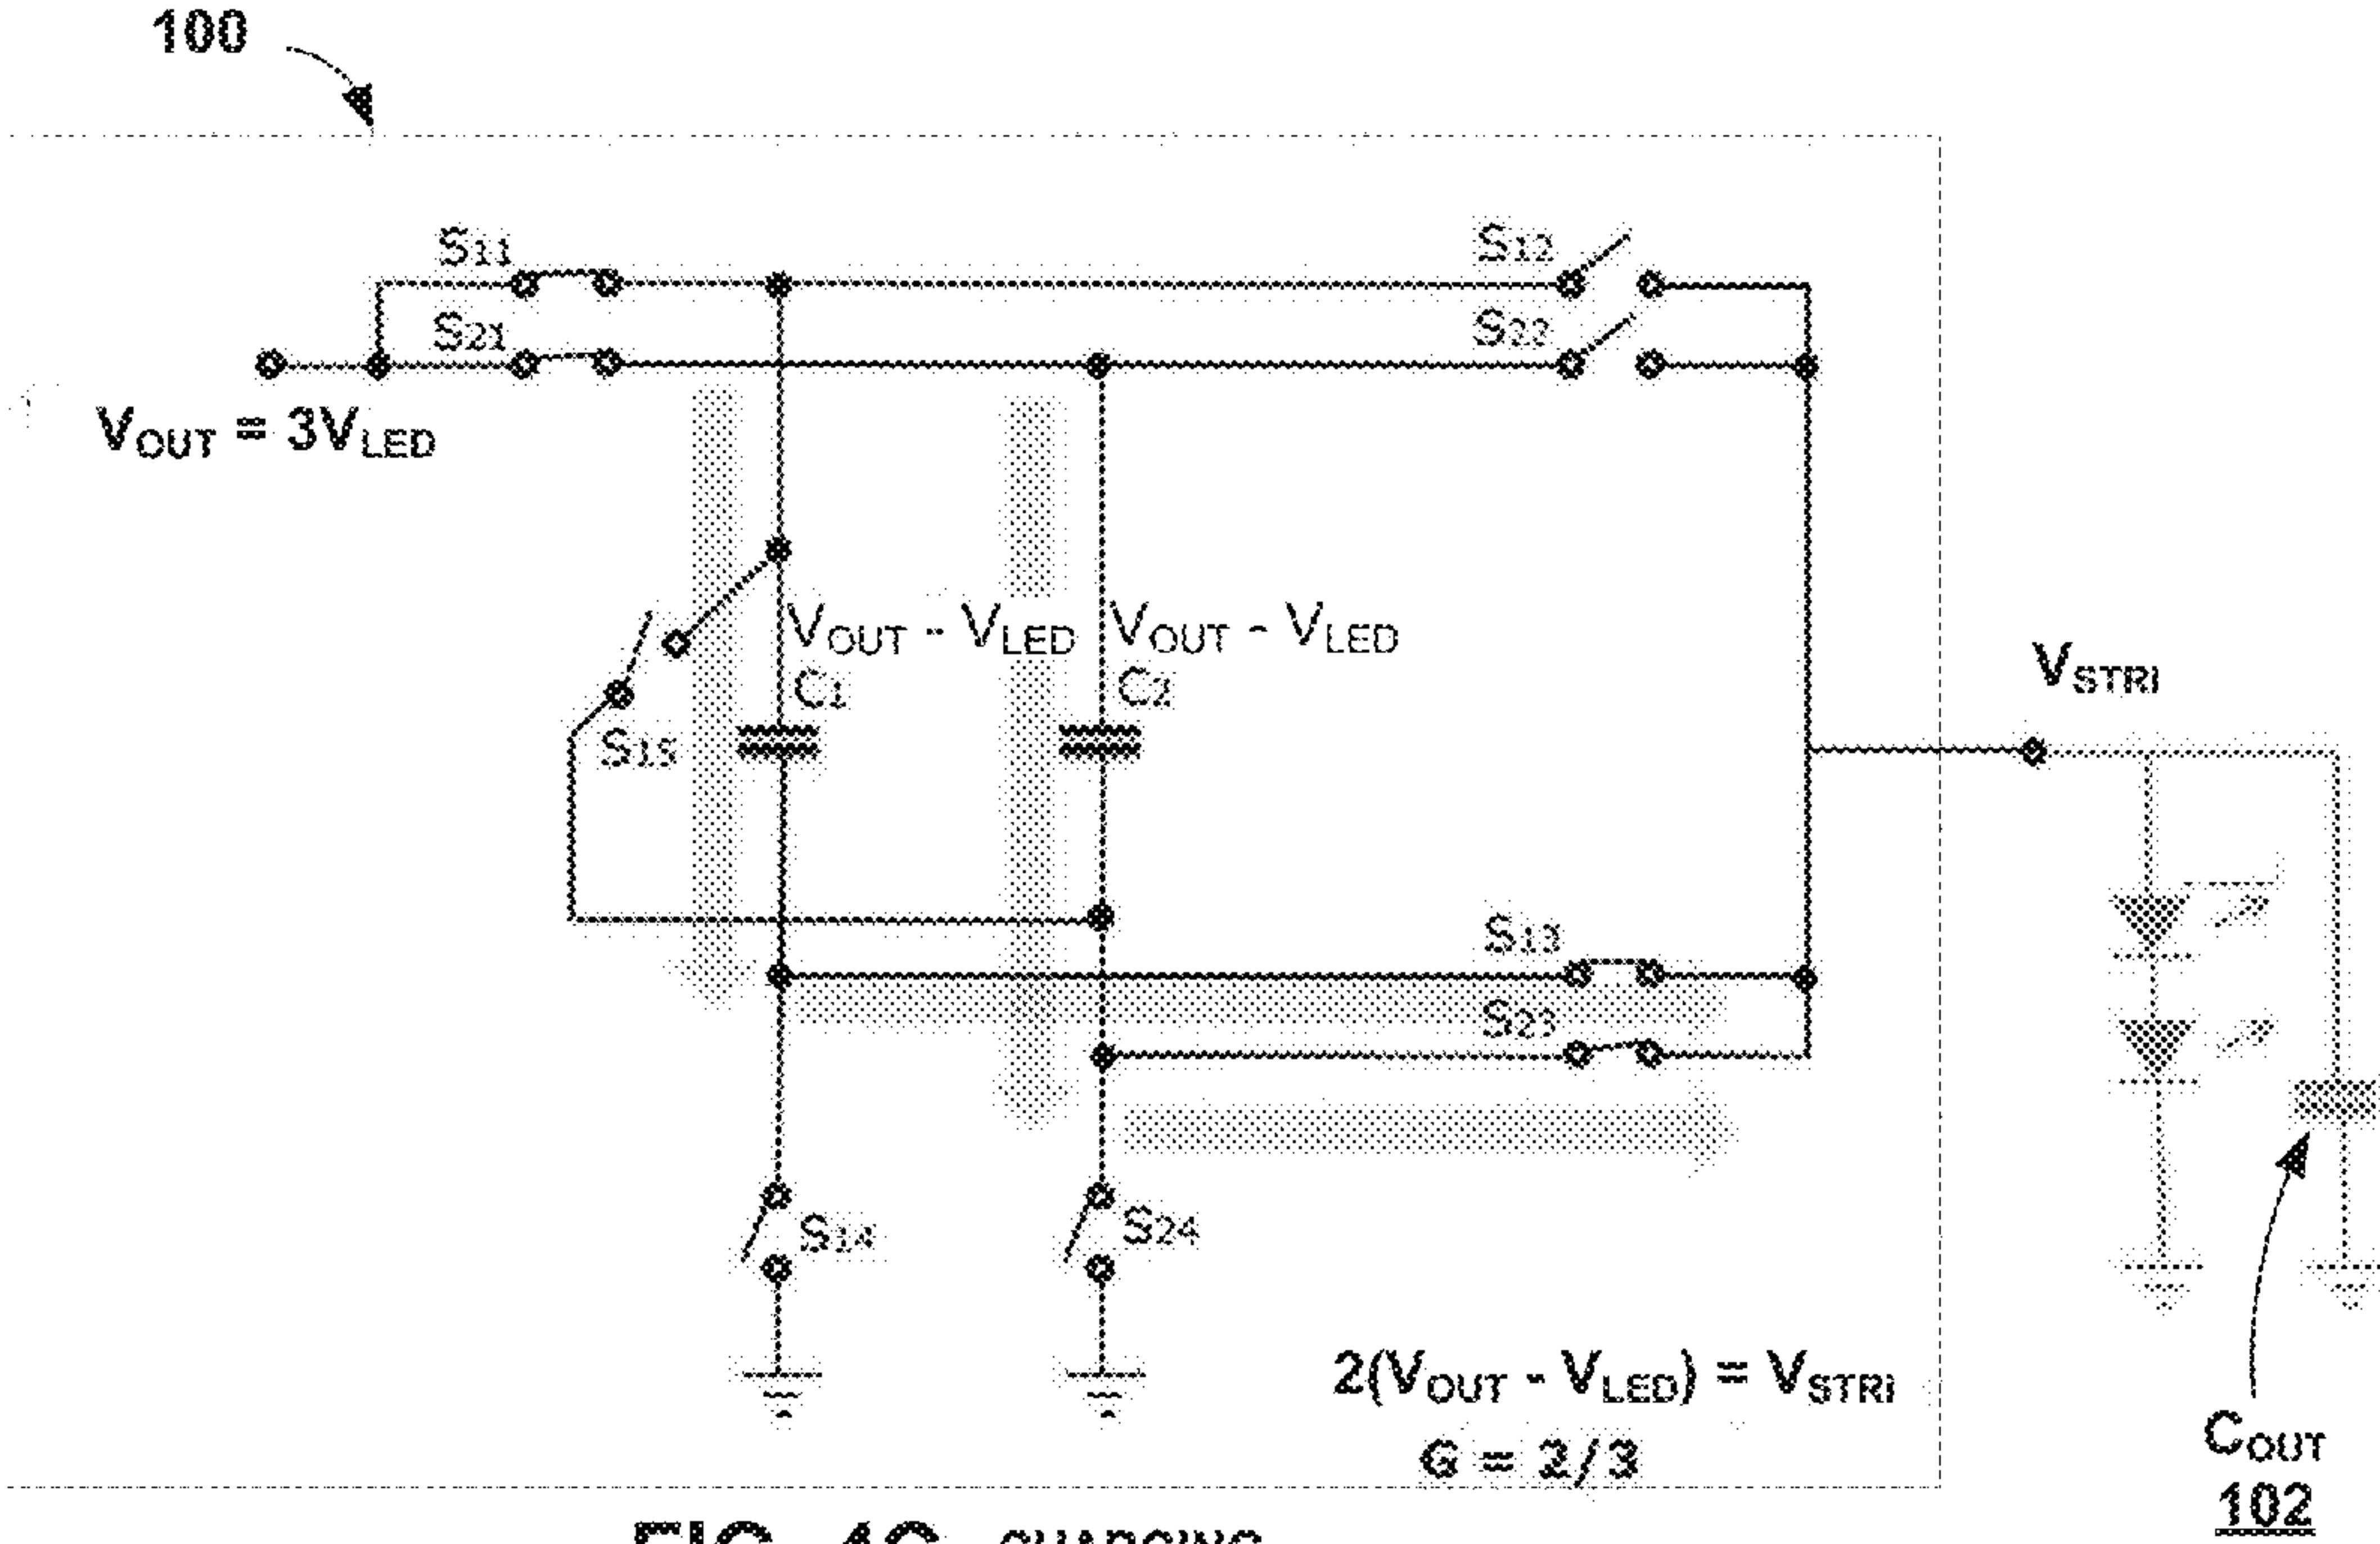 100
S11
S12
S21
S22
VOUT = 3VLED
VOUT - VLED
VOUT - VLED
C1
C2
S15
VSTRI
S13
S23
S14
S24
2(VOUT - VLED) = VSTRI
G = 2/3
COUT
102